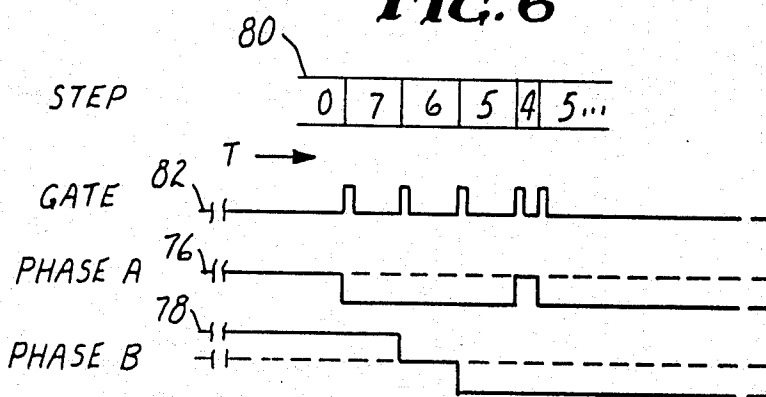 FIG. 6
80
STEP 0 7 6 5 4 5...
T
GATE 82
PHASE A 76
78
PHASE B